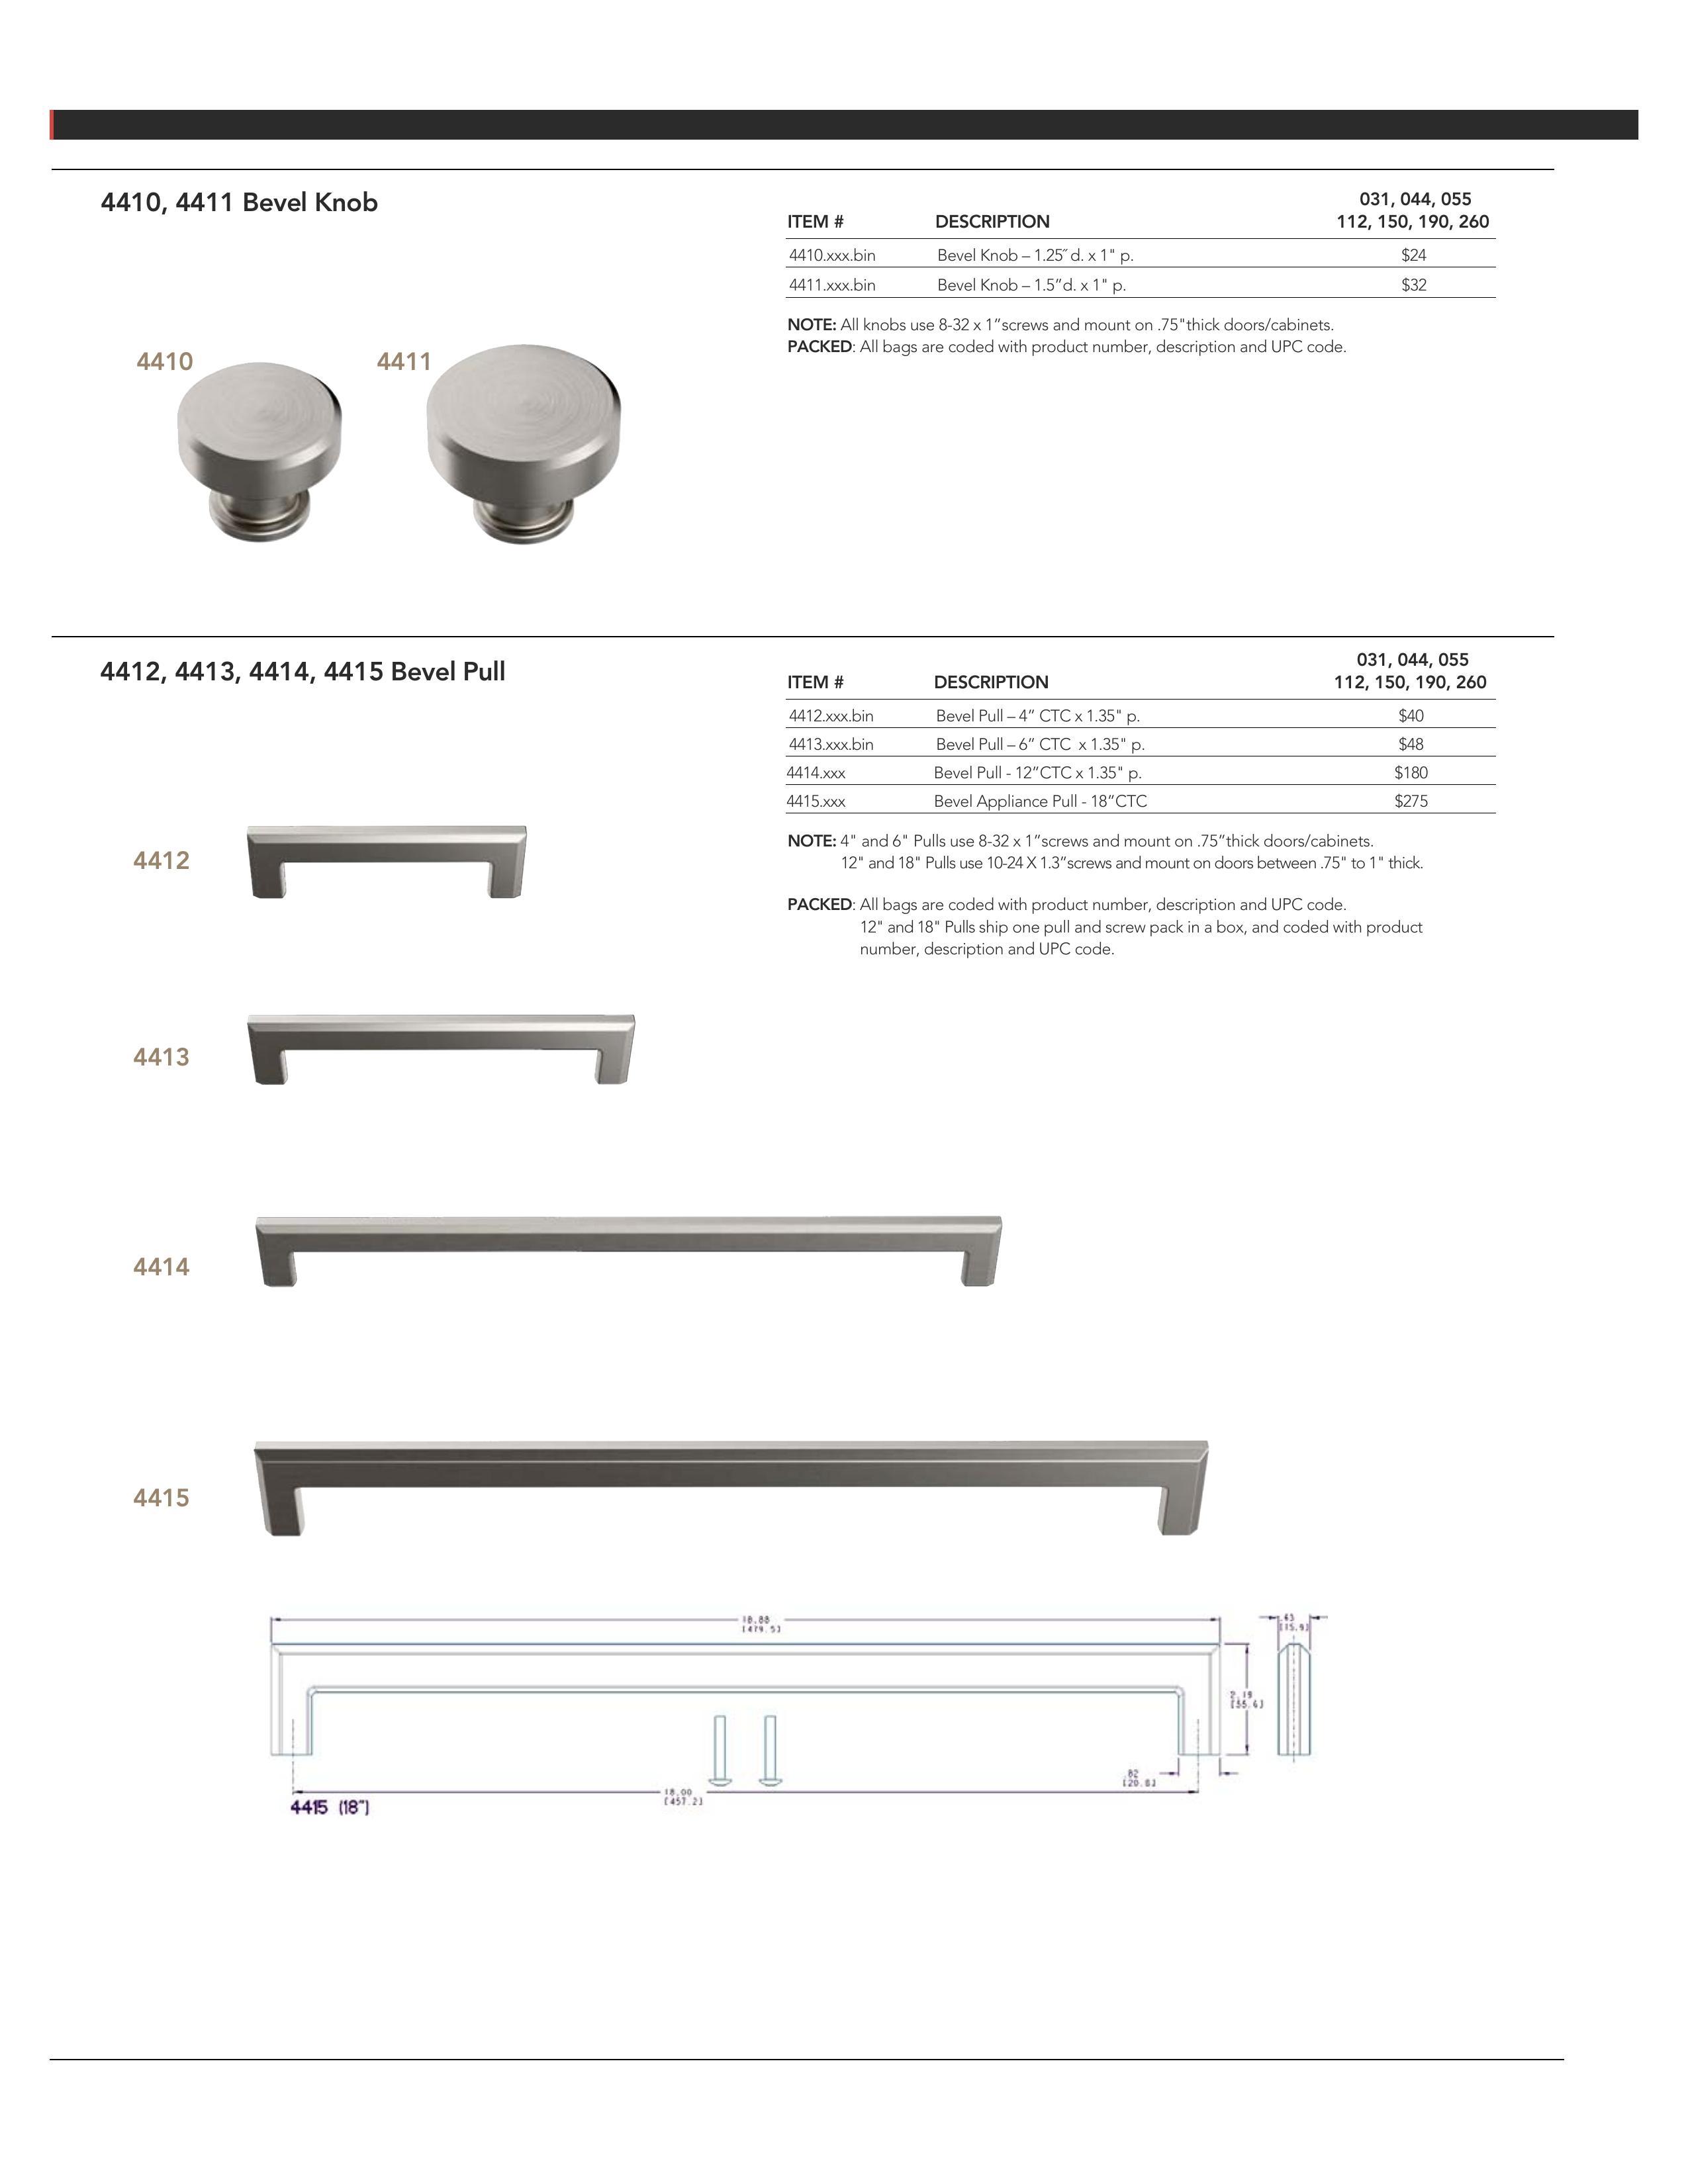 4410, 4411 Bevel Knob
031, 044, 055
ITEM # DESCRIPTION 112, 150, 190, 260
4410.xxx.bin Bevel Knob – 1.25˝ d. x 1" p. $24
4411.xxx.bin Bevel Knob – 1.5”d. x 1" p. $32
NOTE: All knobs use 8-32 x 1”screws and mount on .75"thick doors/cabinets.
PACKED: All bags are coded with product number, description and UPC code.
4410 4411
4412, 4413, 4414, 4415 Bevel Pull
031, 044, 055
ITEM # DESCRIPTION 112, 150, 190, 260
4412.xxx.bin Bevel Pull – 4” CTC x 1.35" p. $40
4413.xxx.bin Bevel Pull – 6” CTC x 1.35" p. $48
4414.xxx Bevel Pull - 12”CTC x 1.35" p. $180
4415.xxx Bevel Appliance Pull - 18”CTC $275
NOTE: 4" and 6" Pulls use 8-32 x 1”screws and mount on .75”thick doors/cabinets.
12" and 18" Pulls use 10-24 X 1.3”screws and mount on doors between .75" to 1" thick.
PACKED: All bags are coded with product number, description and UPC code.
12" and 18" Pulls ship one pull and screw pack in a box, and coded with product
number, description and UPC code.
4412
4413
4414
4415
18.88
[479.5]
[15.9]
2.19
[55.6]
.82
[20.8]
18.00
[457.2]
4415 (18”)